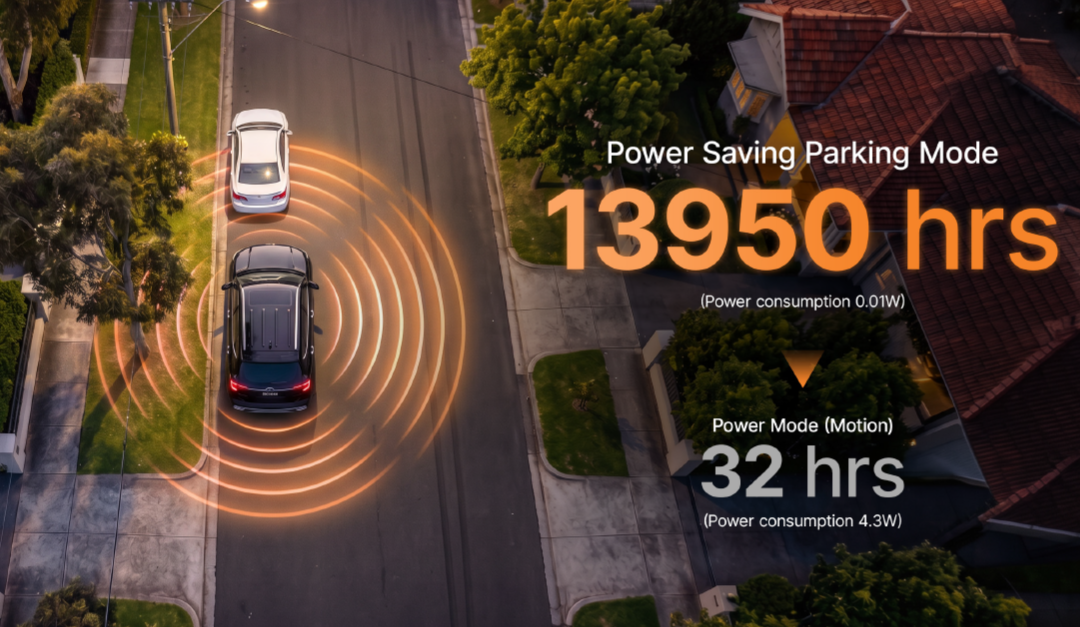 Power Saving Parking Mode
13950 hrs
(Power consumption 0.01W)
Power Mode (Motion)
32 hrs
(Power consumption 4.3W)